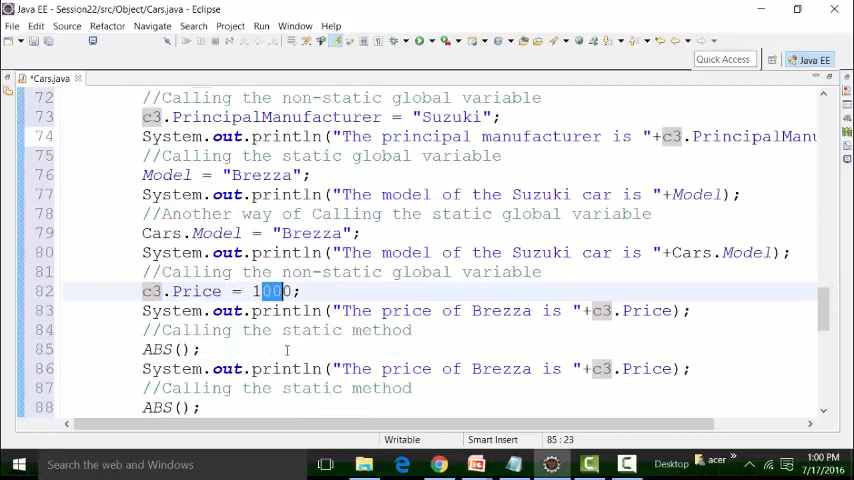 Java EE - Session22/src/Object/Cars.java - Eclipse
File Edit Source Refactor Navigate Search Project Run Window Help
Quick Access Java EE
*Cars.java
72 //Calling the non-static global variable
73 c3.PrincipalManufacturer = "Suzuki";
74 System.out.println("The principal manufacturer is "+c3.PrincipalManu
75 //Calling the static global variable
76 Model = "Brezza";
77 System.out.println("The model of the Suzuki car is "+Model);
78 //Another way of Calling the static global variable
79 Cars.Model = "Brezza";
80 System.out.println("The model of the Suzuki car is "+Cars.Model);
81 //Calling the non-static global variable
82 c3.Price = 1000;
83 System.out.println("The price of Brezza is "+c3.Price);
84 //Calling the static method
85 ABS();
86 System.out.println("The price of Brezza is "+c3.Price);
87 //Calling the static method
88 ABS();
Writable Smart Insert 85 : 23
Search the web and Windows Desktop acer 1:00 PM
7/17/2016